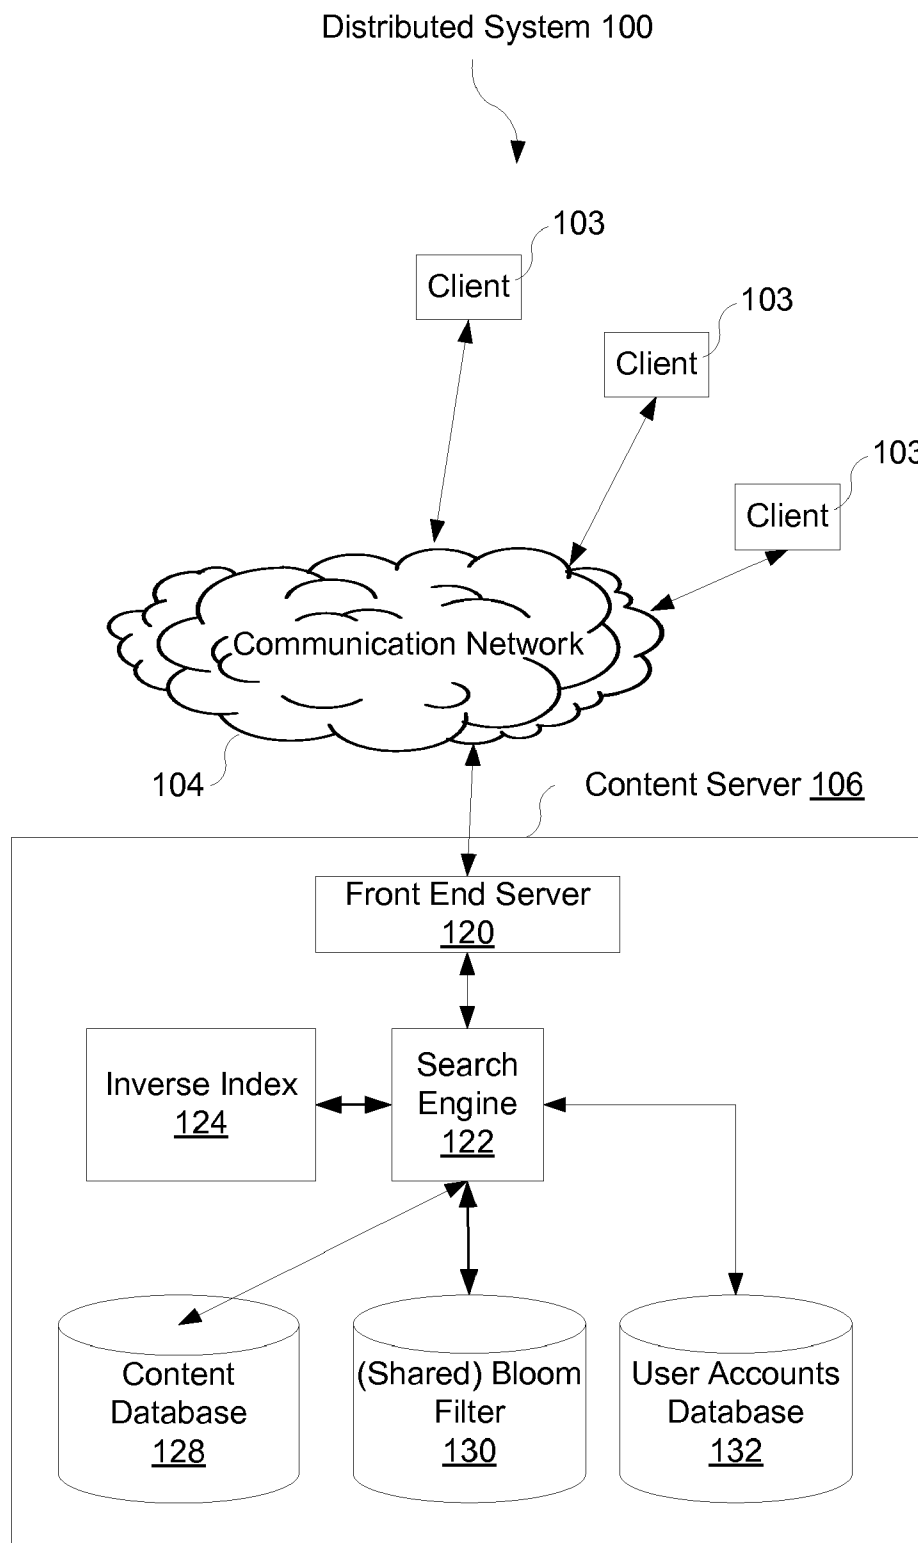 Distributed System 100
103
Client
103
Client
103
Client
Communication Network
104
Content Server 106
Front End Server
120
Inverse Index
124
Search
Engine
122
Content
Database
128
(Shared) Bloom
Filter
130
User Accounts
Database
132